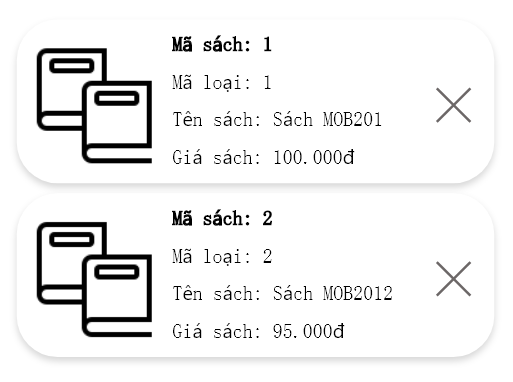 Mã sách: 1
Mã loại: 1
Tên sách: Sách MOB201
Giá sách: 100.000đ
Mã sách: 2
Mã loại: 2
Tên sách: Sách MOB2012
Giá sách: 95.000đ